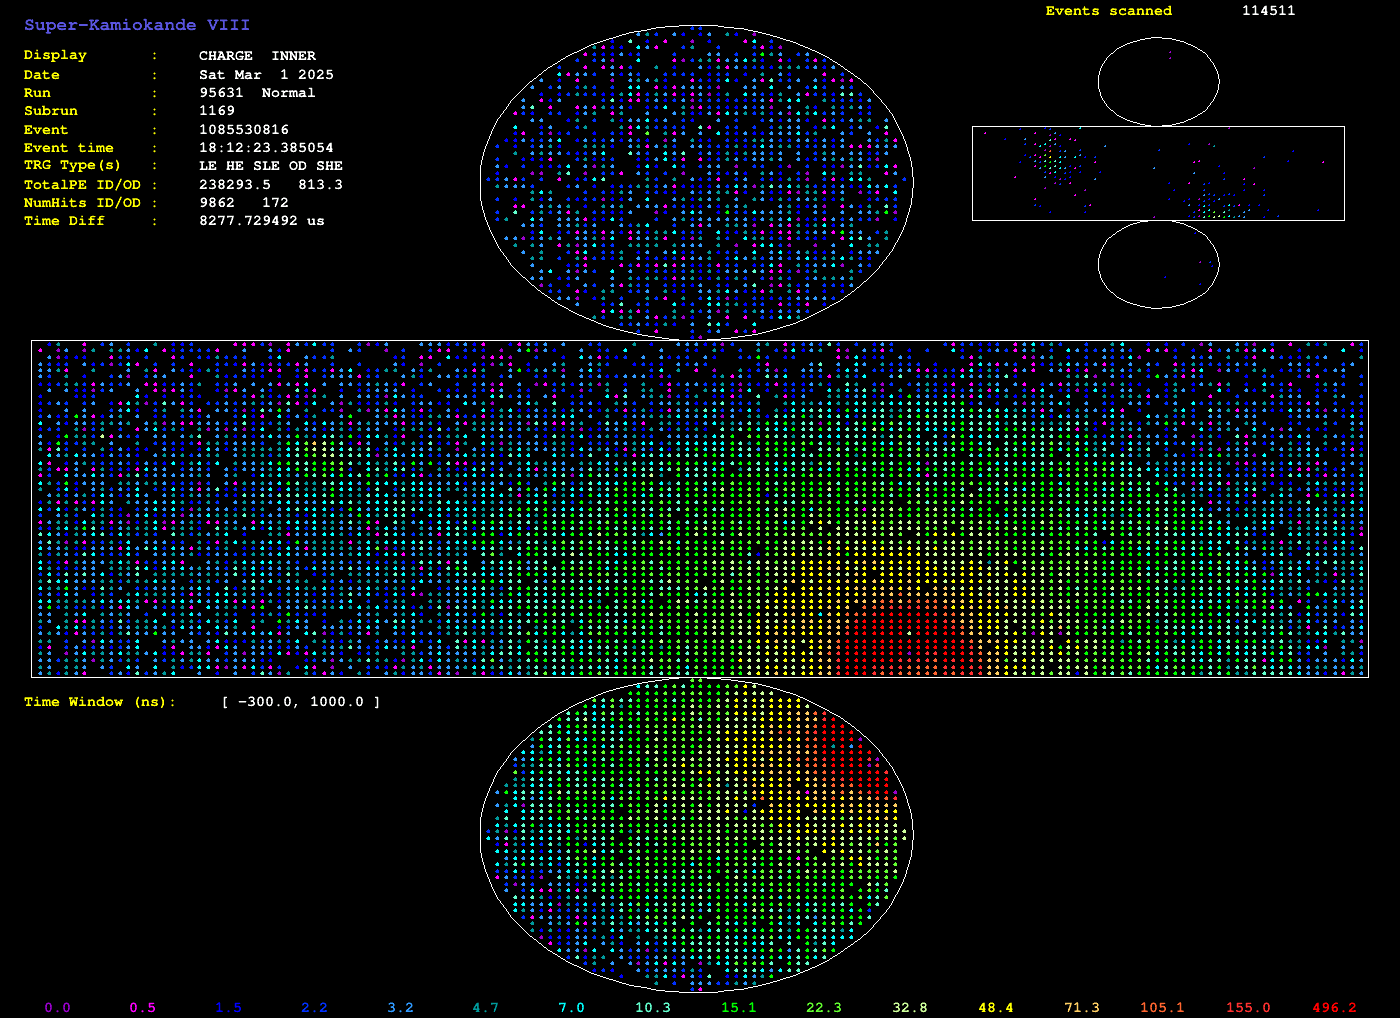 Super-Kamiokande VIII
Events scanned 114511
Display : CHARGE INNER
Date : Sat Mar 1 2025
Run : 95631 Normal
Subrun : 1169
Event : 1085530816
Event time : 18:12:23.385054
TRG Type(s) : LE HE SLE OD SHE
TotalPE ID/OD : 238293.5 813.3
NumHits ID/OD : 9862 172
Time Diff : 8277.729492 us
Time Window (ns): [ -300.0, 1000.0 ]
0.0 0.5 1.5 2.2 3.2 4.7 7.0 10.3 15.1 22.3 32.8 48.4 71.3 105.1 155.0 496.2